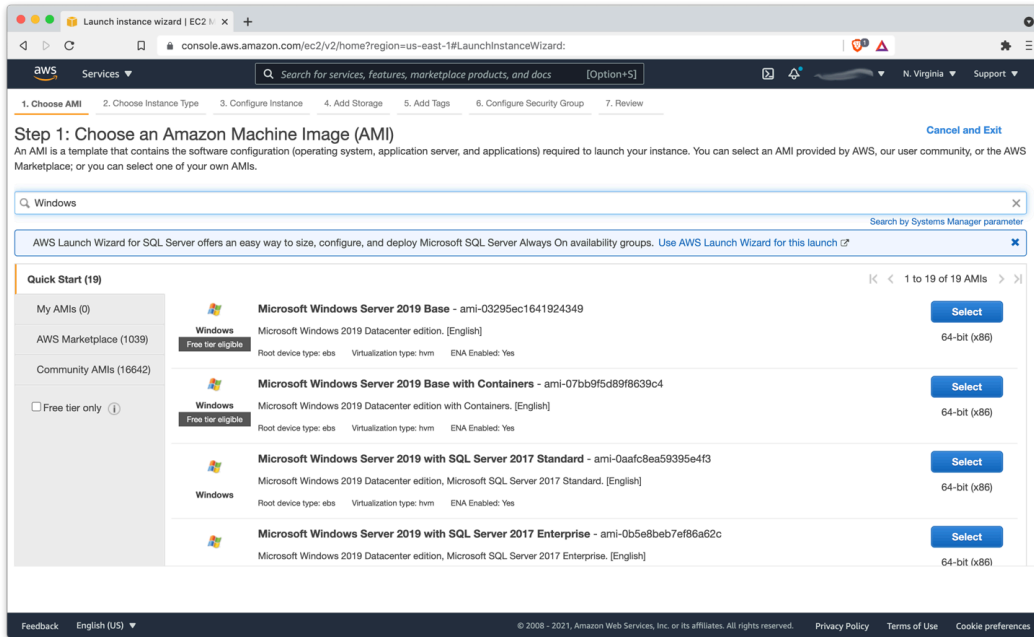 Launch instance wizard | EC2 M
console.aws.amazon.com/ec2/v2/home?region=us-east-1#LaunchInstanceWizard:
aws Services Search for services, features, marketplace products, and docs [Option+S] N. Virginia Support
1. Choose AMI 2. Choose Instance Type 3. Configure Instance 4. Add Storage 5. Add Tags 6. Configure Security Group 7. Review
Step 1: Choose an Amazon Machine Image (AMI) Cancel and Exit
An AMI is a template that contains the software configuration (operating system, application server, and applications) required to launch your instance. You can select an AMI provided by AWS, our user community, or the AWS
Marketplace; or you can select one of your own AMIs.
Windows
Search by Systems Manager parameter
AWS Launch Wizard for SQL Server offers an easy way to size, configure, and deploy Microsoft SQL Server Always On availability groups. Use AWS Launch Wizard for this launch
Quick Start (19) 1 to 19 of 19 AMIs
My AMIs (0)
AWS Marketplace (1039)
Community AMIs (16642)
Free tier only
Windows
Free tier eligible
Microsoft Windows Server 2019 Base - ami-03295ec1641924349
Microsoft Windows 2019 Datacenter edition. [English]
Root device type: ebs Virtualization type: hvm ENA Enabled: Yes
Select
64-bit (x86)
Windows
Free tier eligible
Microsoft Windows Server 2019 Base with Containers - ami-07bb9f5d89f8639c4
Microsoft Windows 2019 Datacenter edition with Containers. [English]
Root device type: ebs Virtualization type: hvm ENA Enabled: Yes
Select
64-bit (x86)
Windows
Microsoft Windows Server 2019 with SQL Server 2017 Standard - ami-0aafc8ea59395e4f3
Microsoft Windows 2019 Datacenter edition, Microsoft SQL Server 2017 Standard. [English]
Root device type: ebs Virtualization type: hvm ENA Enabled: Yes
Select
64-bit (x86)
Microsoft Windows Server 2019 with SQL Server 2017 Enterprise - ami-0b5e8beb7ef86a62c
Microsoft Windows 2019 Datacenter edition, Microsoft SQL Server 2017 Enterprise. [English]
Select
64-bit (x86)
Feedback English (US) © 2008 - 2021, Amazon Web Services, Inc. or its affiliates. All rights reserved. Privacy Policy Terms of Use Cookie preferences